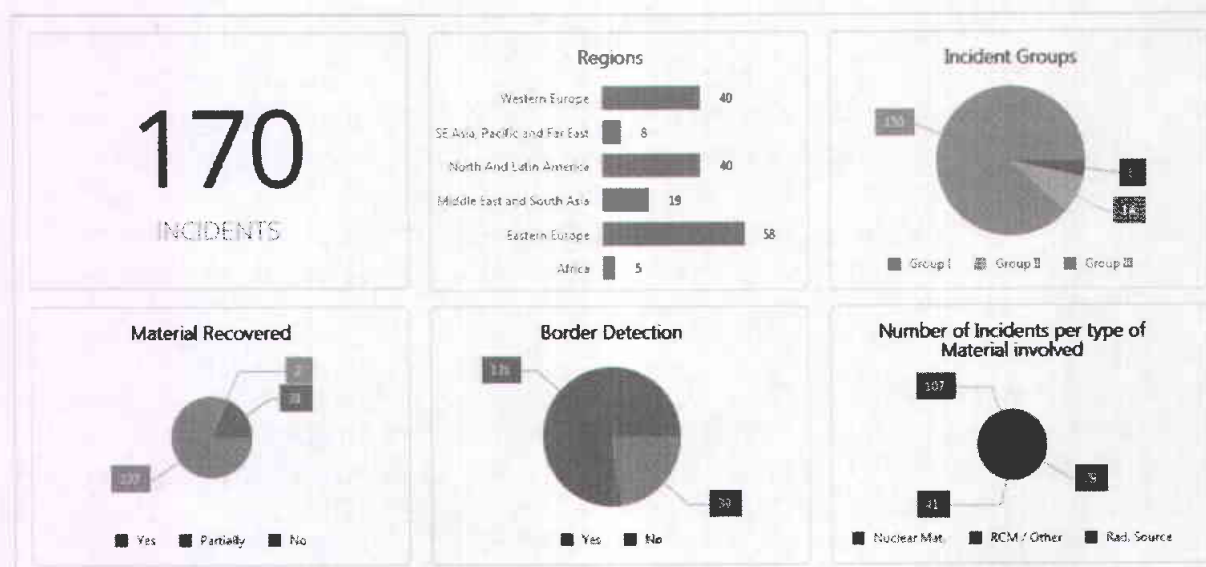 170
INCIDENTS
Regions
Western Europe 40
SE Asia, Pacific and Far East 8
North And Latin America 40
Middle East and South Asia 19
Eastern Europe 58
Africa 5
Incident Groups
150
14
Group I Group II Group III
Material Recovered
2
Yes Partially No
Border Detection
Yes No
Number of Incidents per type of
Material involved
107
41
Nuclear Mat. RCM / Other Rad. Source